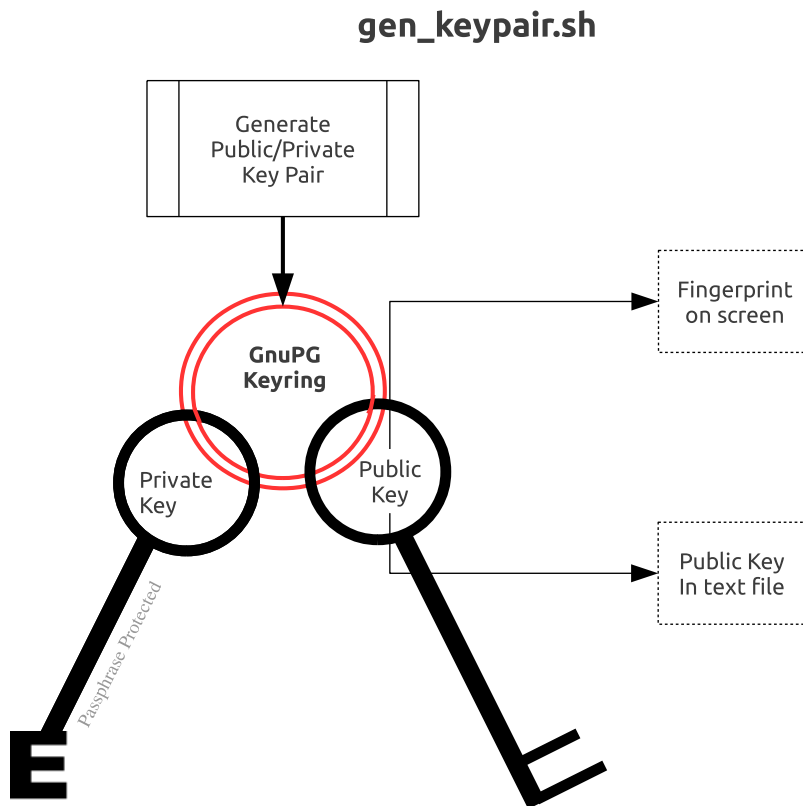 gen_keypair.sh
Generate
Public/Private
Key Pair
Fingerprint
on screen
GnuPG
Keyring
Private
Key
Public
Key
Public Key
In text file
Passphrase Protected